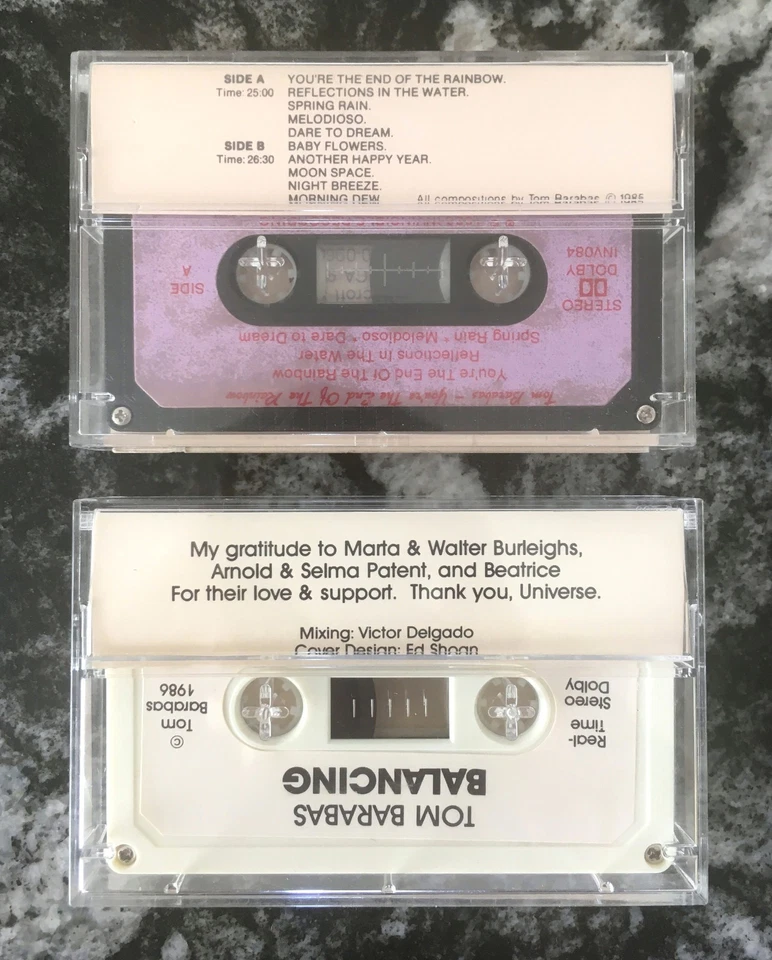 SIDE A YOU'RE THE END OF THE RAINBOW.
Time: 25:00 REFLECTIONS IN THE WATER.
SPRING RAIN.
MELODIOSO.
DARE TO DREAM.
SIDE B BABY FLOWERS.
Time: 26:30 ANOTHER HAPPY YEAR.
MOON SPACE.
NIGHT BREEZE.
MORNING DEW All compositions by Tom Barabas © 1985
Tom Barabas - You're The End Of The Rainbow
You're The End Of The Rainbow
Reflections In The Water
Spring Rain * Melodioso * Dare to Dream
STEREO
DOLBY
INV084
SIDE
A
My gratitude to Marta & Walter Burleighs,
Arnold & Selma Patent, and Beatrice
For their love & support. Thank you, Universe.
Mixing: Victor Delgado
Cover Design: Ed Shoan
TOM BARABAS
BALANCING
Real-
Time
Stereo
Dolby
©
Tom
Barabas
1986